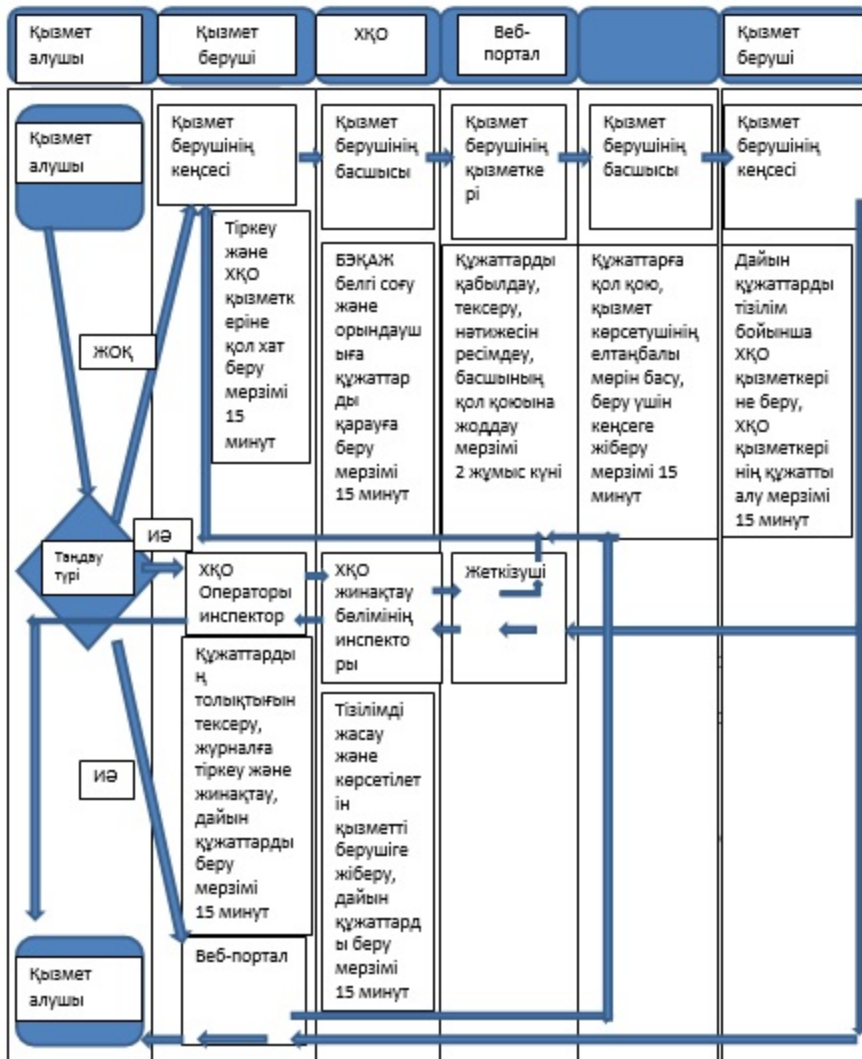 Қызмет
алушы
Қызмет
беруші
ХҚО
Веб-
портал
Қызмет
беруші
Қызмет
алушы
Қызмет
берушінің
кеңсесі
Қызмет
берушінің
басшысы
Қызмет
берушінің
қызметке
рі
Қызмет
берушінің
басшысы
Қызмет
берушінің
кеңсесі
Тіркеу
және
ХҚО
қызметк
еріне
қол хат
беру
мерзімі
15
минут
БЭҚАЖ
белгі соғу
және
орындауш
ыға
құжаттар
ды
қарауға
беру
мерзімі
15 минут
Құжаттарды
қабылдау,
тексеру,
нәтижесін
ресімдеу,
басшының
қол қоюына
жоддау
мерзімі
2 жұмыс күні
Құжаттарға
қол қою,
қызмет
көрсетушінің
елтаңбалы
мөрін басу,
беру үшін
кеңсеге
жіберу
мерзімі 15
минут
Дайын
құжаттарды
тізілім
бойынша
ХҚО
қызметкері
не беру,
ХҚО
қызметкері
нің құжатты
алу мерзімі
15 минут
ЖОҚ
ИӘ
Таңдау
түрі
ХҚО
Операторы
инспектор
ХҚО
жинақтау
бөлімінің
инспекто
ры
Жеткізуші
Құжаттарды
ң
толықтығын
тексеру,
журналға
тіркеу және
жинақтау,
дайын
құжаттарды
беру
мерзімі
15 минут
Тізілімді
жасау
және
көрсетілет
ін
қызметті
берушіге
жіберу,
дайын
құжаттард
ы беру
мерзімі
15 минут
ИӘ
Қызмет
алушы
Веб-портал